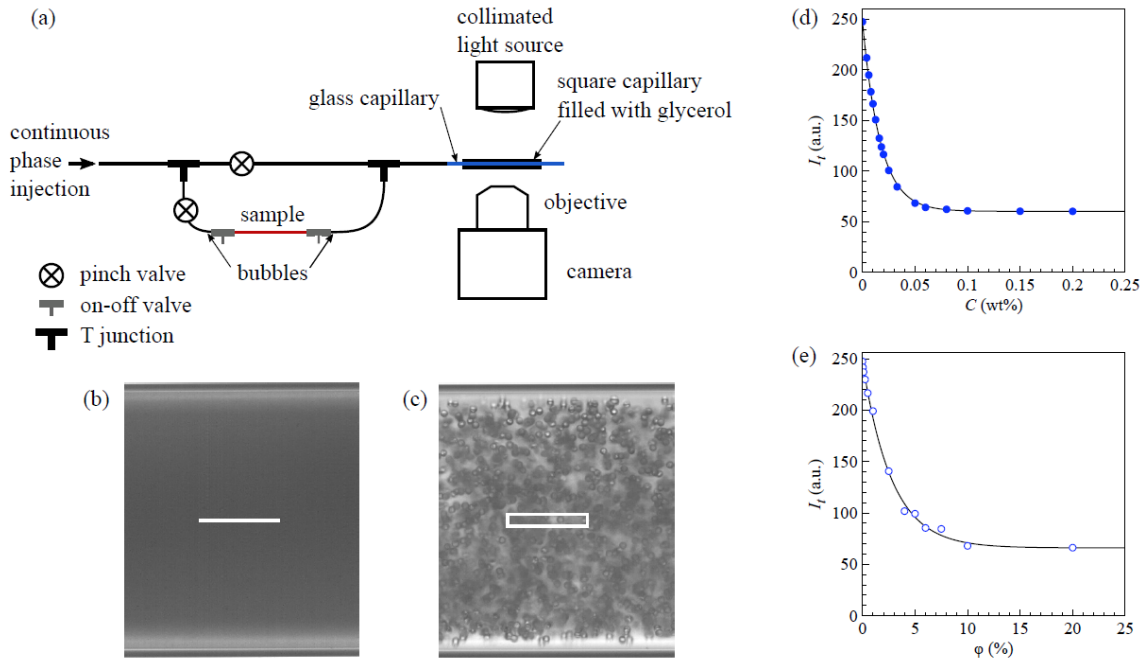 (a)
collimated
light source
square capillary
filled with glycerol
glass capillary
continuous
phase
injection
sample
bubbles
objective
camera
pinch valve
on-off valve
T junction
(b)
(c)
(d)
250
200
150
100
50
0
I_t (a.u.)
0
0.05
0.1
0.15
0.2
0.25
C (wt%)
(e)
250
200
150
100
50
0
I_t (a.u.)
0
5
10
15
20
25
φ (%)